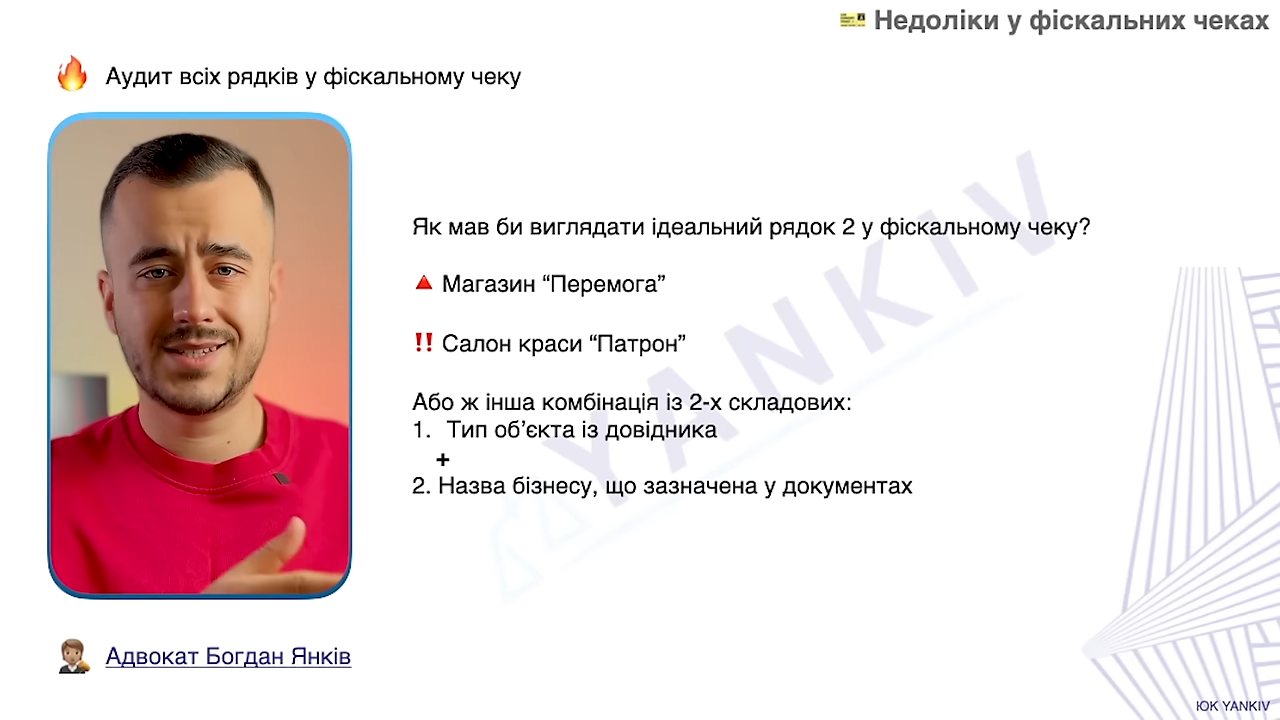 Недоліки у фіскальних чеках
Аудит всіх рядків у фіскальному чеку
Як мав би виглядати ідеальний рядок 2 у фіскальному чеку?
Магазин “Перемога”
Салон краси “Патрон”
Або ж інша комбінація із 2-х складових:
1. Тип об’єкта із довідника
+
2. Назва бізнесу, що зазначена у документах
YANKIV
Адвокат Богдан Янків
ЮК YANKIV